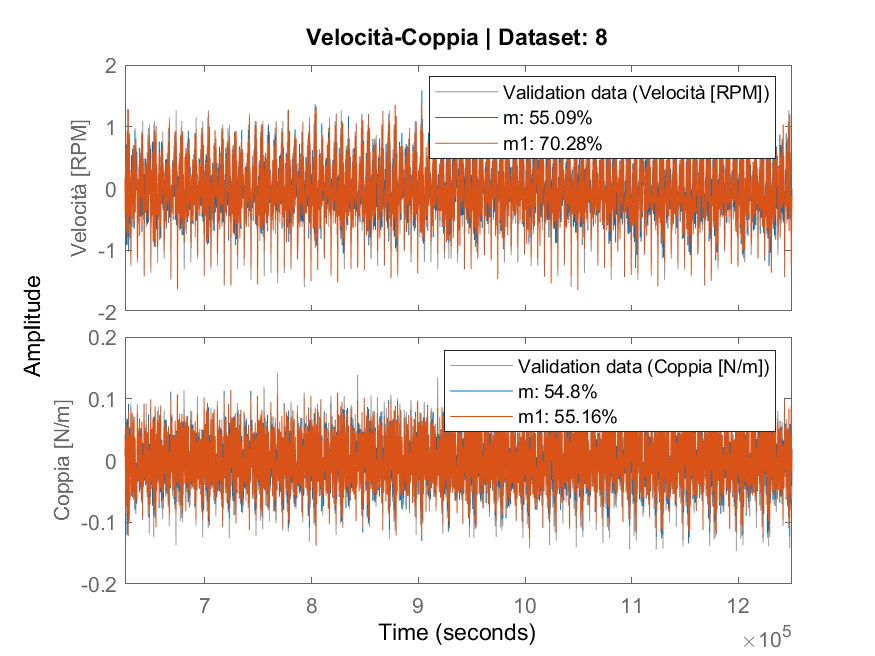 Velocità-Coppia | Dataset: 8
Amplitude
Velocità [RPM]
2
1
0
-1
-2
Validation data (Velocità [RPM])
m: 55.09%
m1: 70.28%
Coppia [N/m]
0.2
0.1
0
-0.1
-0.2
Validation data (Coppia [N/m])
m: 54.8%
m1: 55.16%
7 8 9 10 11 12
×10⁵
Time (seconds)